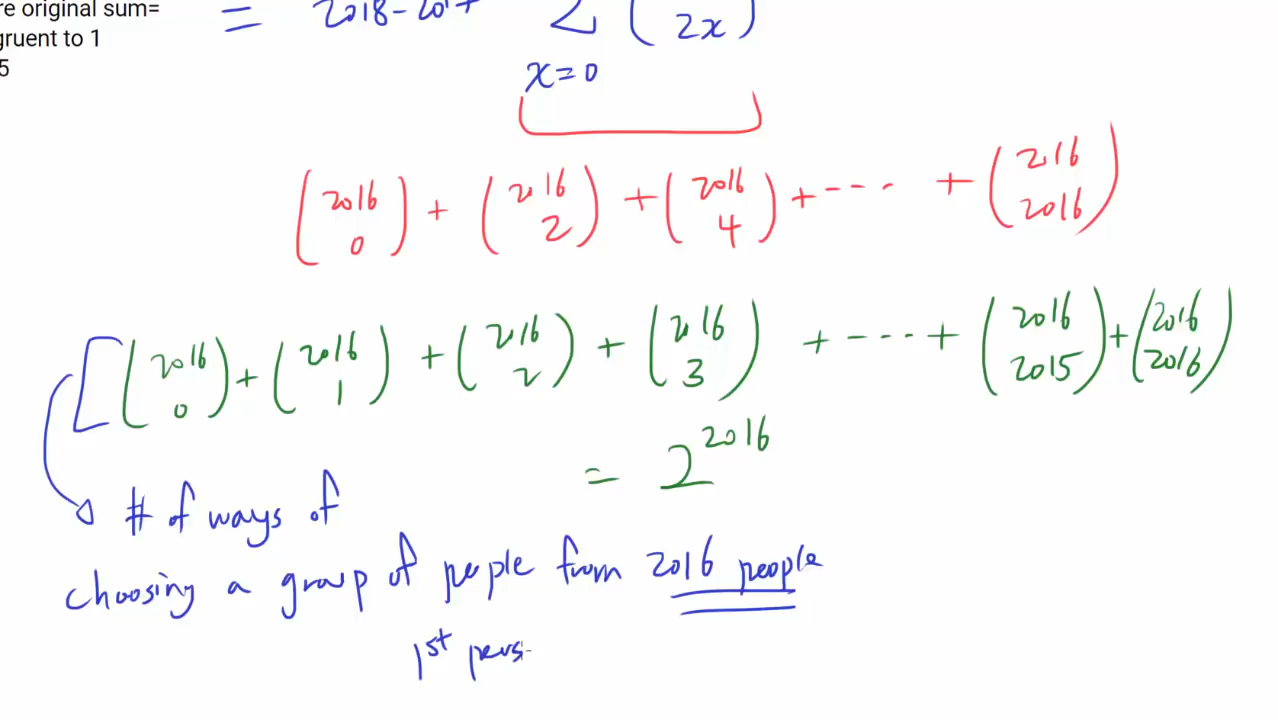 re original sum=
gruent to 1
5
= 2018-2017 Σ ( 2x )
x=0
(2016 0) + (2016 2) + (2016 4) + ---- + (2016 2016)
[ (2016 0) + (2016 1) + (2016 2) + (2016 3) + ---- + (2016 2015) + (2016 2016)
= 2^2016
# of ways of
choosing a group of people from 2016 people
1st pers